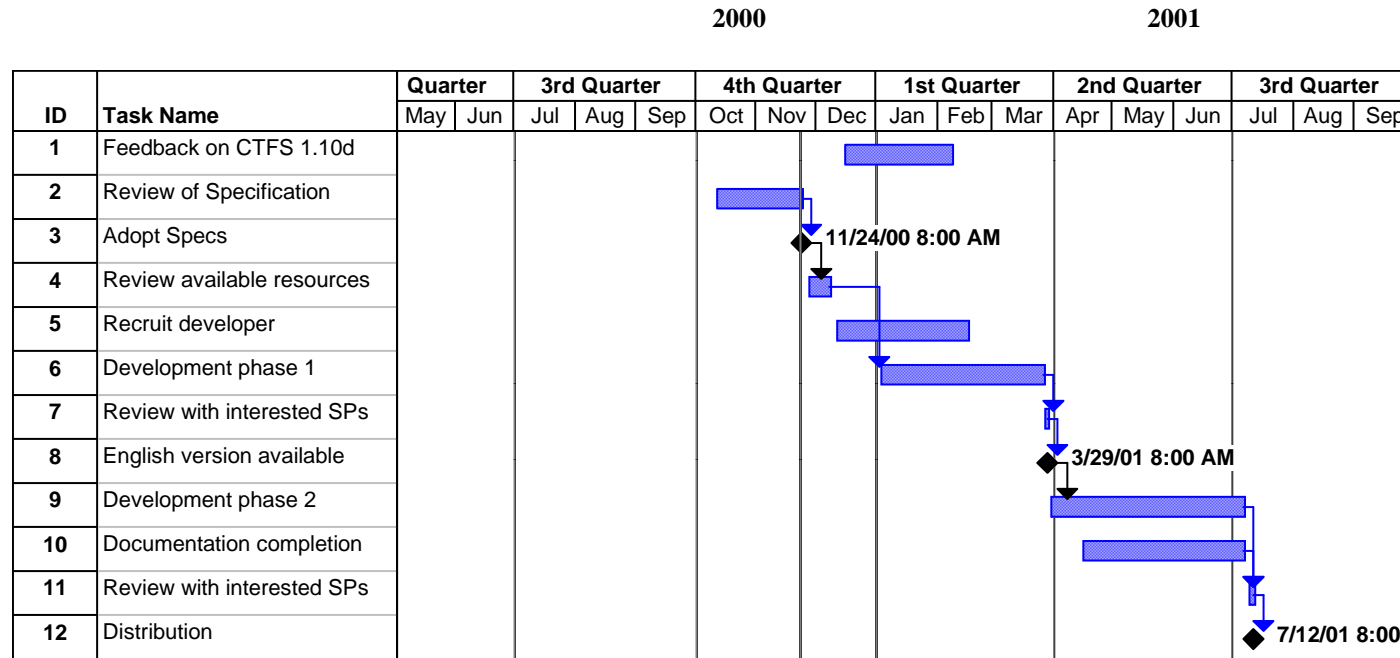 2000 2001
Quarter 3rd Quarter 4th Quarter 1st Quarter 2nd Quarter 3rd Quarter
ID Task Name May Jun Jul Aug Sep Oct Nov Dec Jan Feb Mar Apr May Jun Jul Aug Sep
1 Feedback on CTFS 1.10d
2 Review of Specification
3 Adopt Specs 11/24/00 8:00 AM
4 Review available resources
5 Recruit developer
6 Development phase 1
7 Review with interested SPs
8 English version available 3/29/01 8:00 AM
9 Development phase 2
10 Documentation completion
11 Review with interested SPs
12 Distribution 7/12/01 8:00